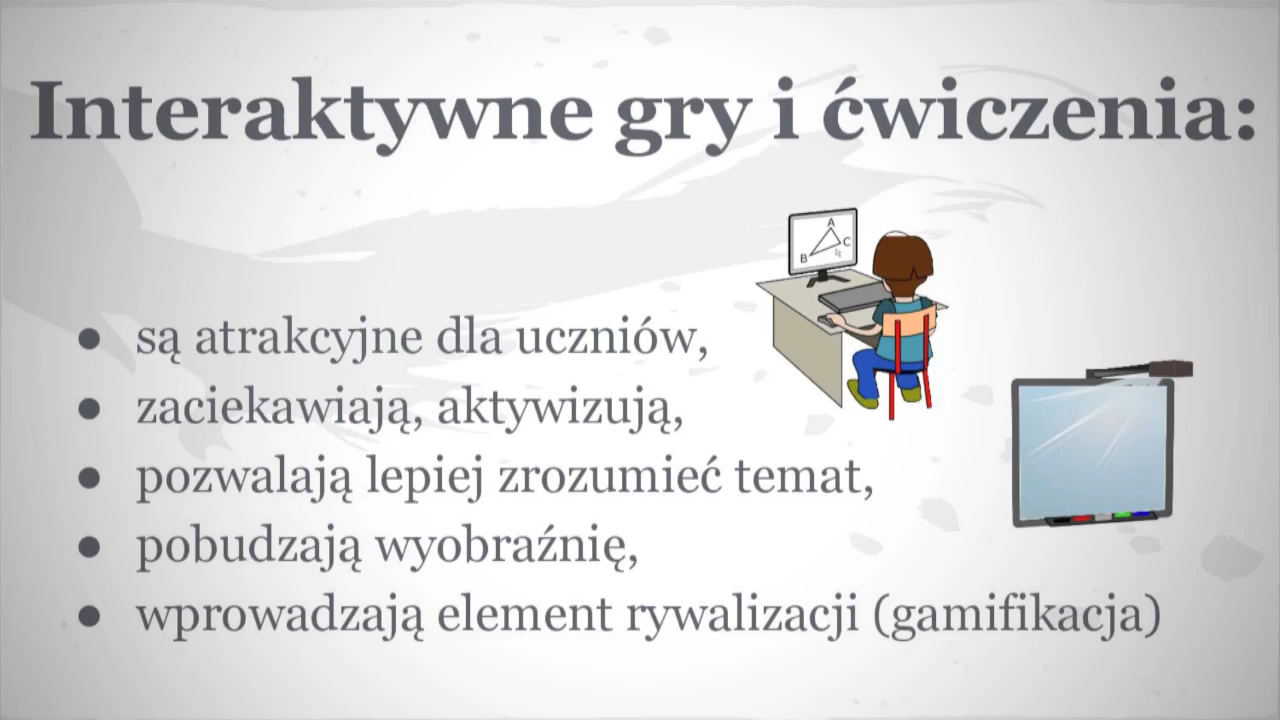 Interaktywne gry i ćwiczenia:
A
B
C
● są atrakcyjne dla uczniów,
● zaciekawiają, aktywizują,
● pozwalają lepiej zrozumieć temat,
● pobudzają wyobraźnię,
● wprowadzają element rywalizacji (gamifikacja)